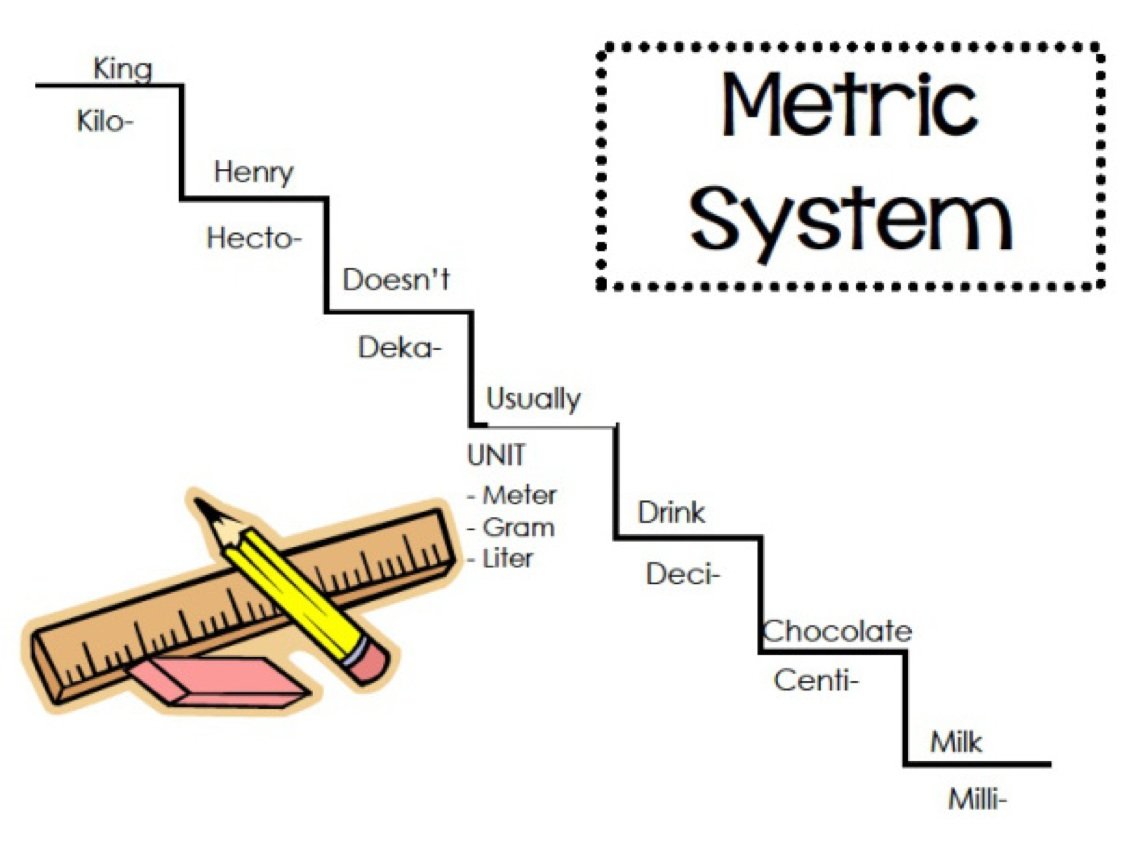 Metric
System
King
Kilo-
Henry
Hecto-
Doesn't
Deka-
Usually
UNIT
- Meter
- Gram
- Liter
Drink
Deci-
Chocolate
Centi-
Milk
Milli-